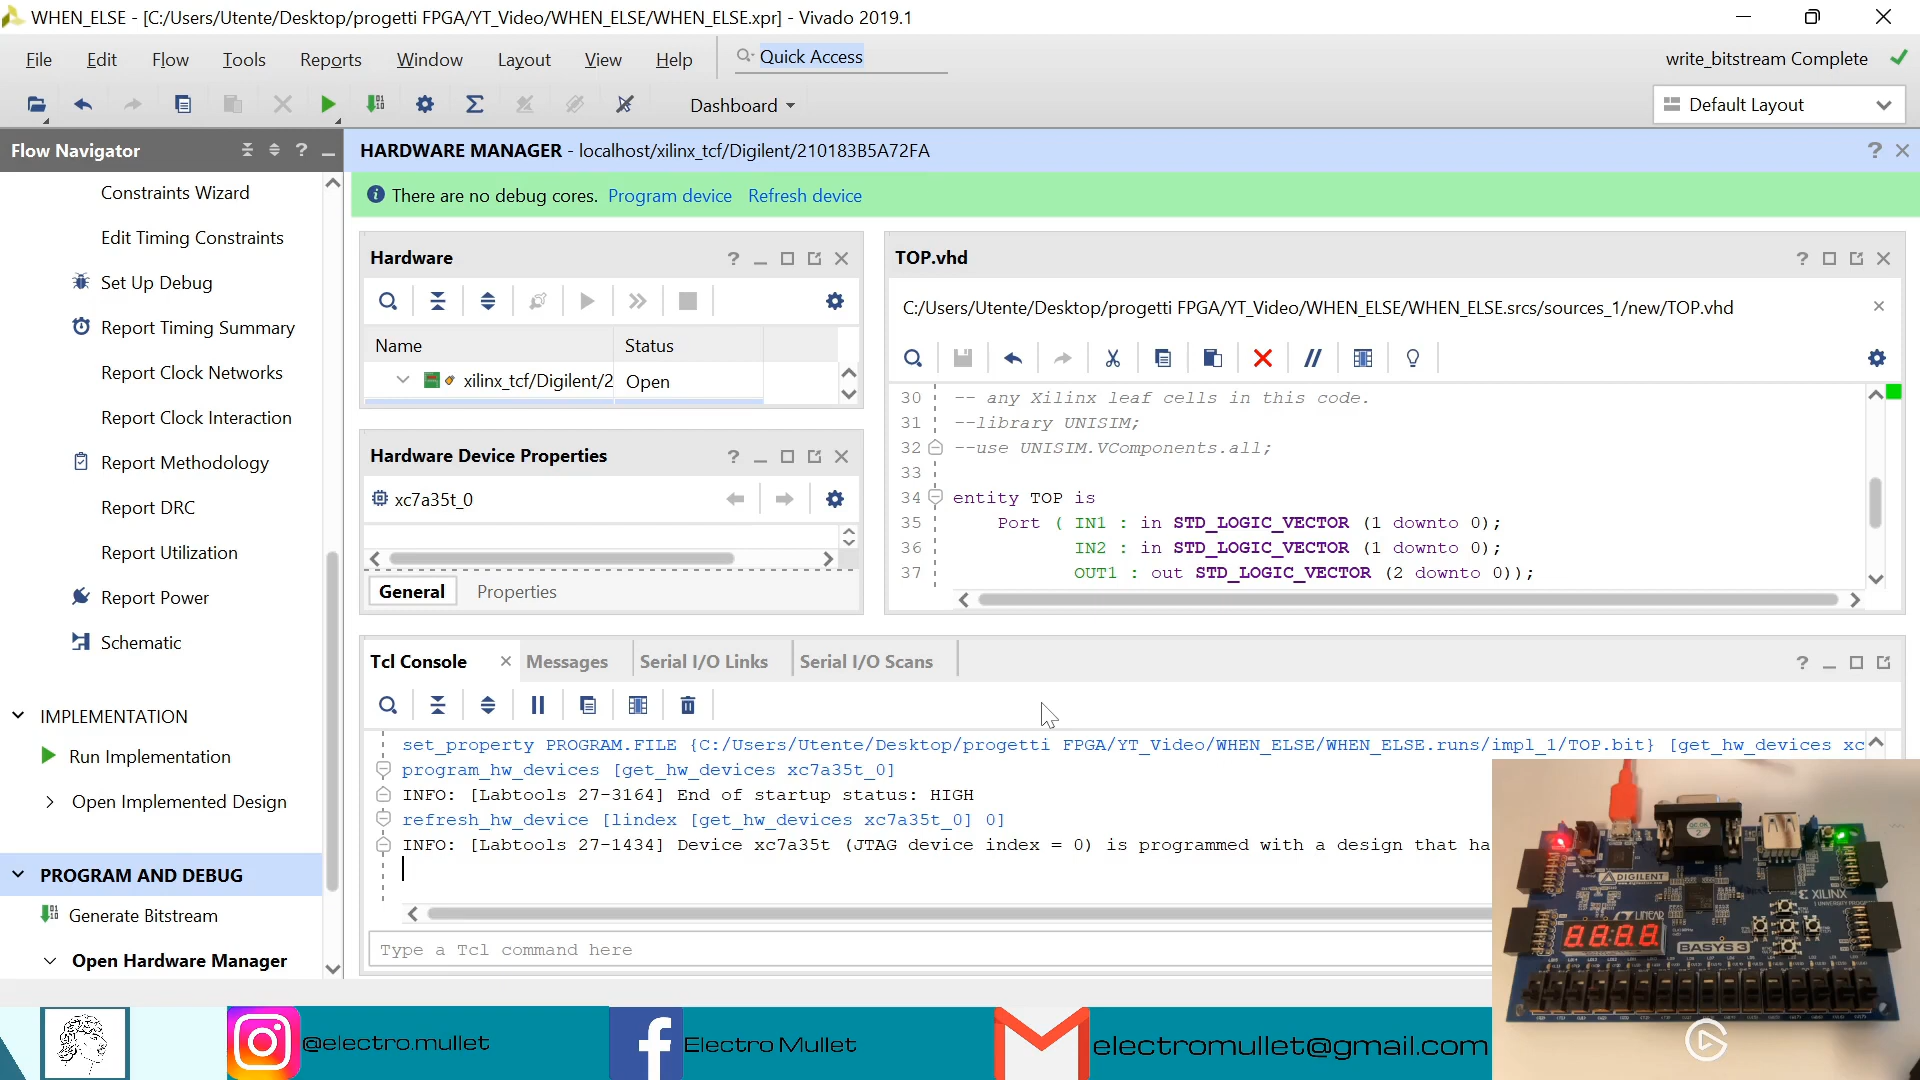 WHEN_ELSE - [C:/Users/Utente/Desktop/progetti FPGA/YT_Video/WHEN_ELSE/WHEN_ELSE.xpr] - Vivado 2019.1
File Edit Flow Tools Reports Window Layout View Help Quick Access
write_bitstream Complete
Dashboard
Default Layout
Flow Navigator
HARDWARE MANAGER - localhost/xilinx_tcf/Digilent/210183B5A72FA
There are no debug cores. Program device Refresh device
Constraints Wizard
Edit Timing Constraints
Set Up Debug
Report Timing Summary
Report Clock Networks
Report Clock Interaction
Report Methodology
Report DRC
Report Utilization
Report Power
Schematic
IMPLEMENTATION
Run Implementation
Open Implemented Design
PROGRAM AND DEBUG
Generate Bitstream
Open Hardware Manager
Hardware
Name Status
xilinx_tcf/Digilent/2 Open
Hardware Device Properties
xc7a35t_0
General Properties
TOP.vhd
C:/Users/Utente/Desktop/progetti FPGA/YT_Video/WHEN_ELSE/WHEN_ELSE.srcs/sources_1/new/TOP.vhd
30 -- any Xilinx leaf cells in this code.
31 --library UNISIM;
32 --use UNISIM.VComponents.all;
33
34 entity TOP is
35 Port ( IN1 : in STD_LOGIC_VECTOR (1 downto 0);
36 IN2 : in STD_LOGIC_VECTOR (1 downto 0);
37 OUT1 : out STD_LOGIC_VECTOR (2 downto 0));
Tcl Console Messages Serial I/O Links Serial I/O Scans
set_property PROGRAM.FILE {C:/Users/Utente/Desktop/progetti FPGA/YT_Video/WHEN_ELSE/WHEN_ELSE.runs/impl_1/TOP.bit} [get_hw_devices xc
program_hw_devices [get_hw_devices xc7a35t_0]
INFO: [Labtools 27-3164] End of startup status: HIGH
refresh_hw_device [lindex [get_hw_devices xc7a35t_0] 0]
INFO: [Labtools 27-1434] Device xc7a35t (JTAG device index = 0) is programmed with a design that ha
Type a Tcl command here
DIGILENT
XILINX
LINEAR
8.8.:8.8.
BASYS 3
@electro.mullet
Electro Mullet
electromullet@gmail.com